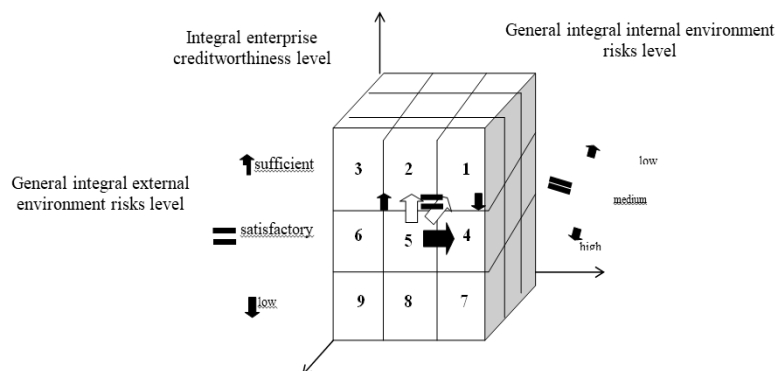 Integral enterprise
creditworthiness level
General integral internal environment
risks level
General integral external
environment risks level
sufficient
satisfactory
low
3 2 1
6 5 4
9 8 7
low
medium
high